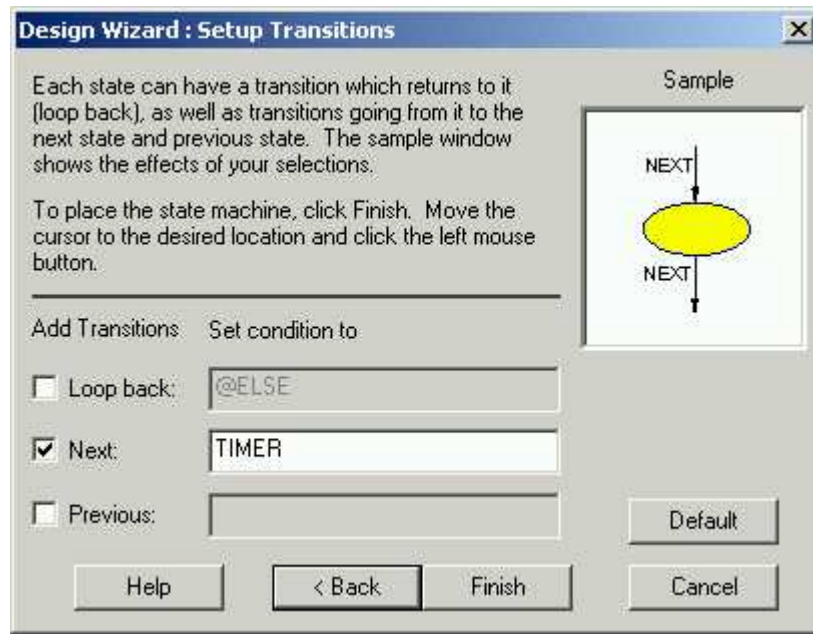 Design Wizard : Setup Transitions
Each state can have a transition which returns to it
(loop back), as well as transitions going from it to the
next state and previous state. The sample window
shows the effects of your selections.
To place the state machine, click Finish. Move the
cursor to the desired location and click the left mouse
button.
Sample
NEXT
NEXT
Add Transitions Set condition to
Loop back: @ELSE
Next: TIMER
Previous:
Default
Help < Back Finish Cancel